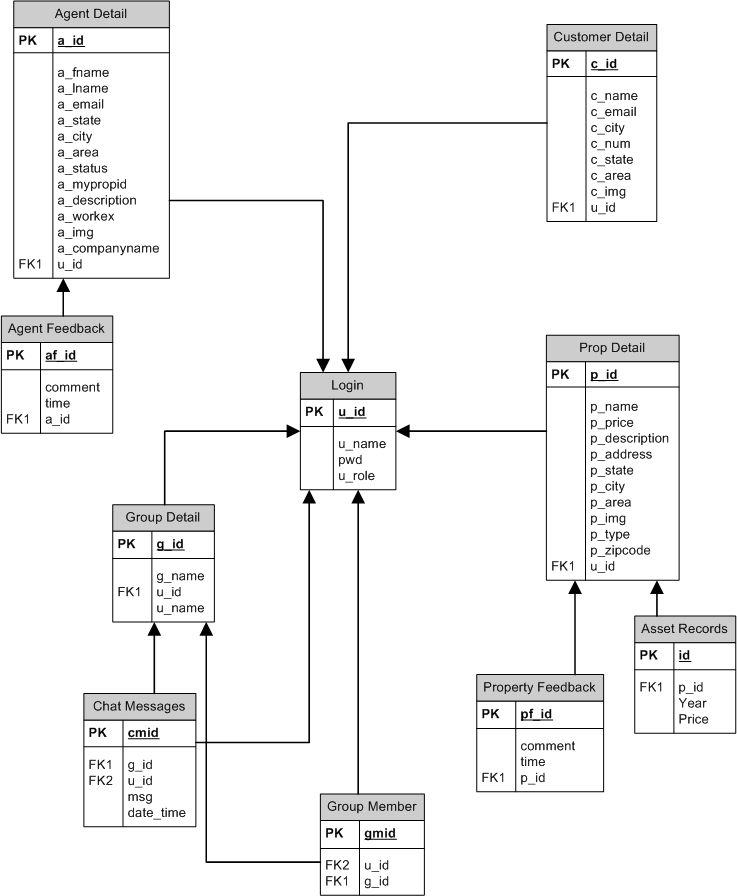 Agent Detail
PK a_id
a_fname
a_lname
a_email
a_state
a_city
a_area
a_status
a_mypropid
a_description
a_workex
a_img
a_companyname
FK1 u_id
Customer Detail
PK c_id
c_name
c_email
c_city
c_num
c_state
c_area
c_img
FK1 u_id
Agent Feedback
PK af_id
comment
time
FK1 a_id
Login
PK u_id
u_name
pwd
u_role
Prop Detail
PK p_id
p_name
p_price
p_description
p_address
p_state
p_city
p_area
p_img
p_type
p_zipcode
FK1 u_id
Group Detail
PK g_id
g_name
FK1 u_id
u_name
Asset Records
PK id
FK1 p_id
Year
Price
Property Feedback
PK pf_id
comment
time
FK1 p_id
Chat Messages
PK cmid
FK1 g_id
FK2 u_id
msg
date_time
Group Member
PK gmid
FK2 u_id
FK1 g_id